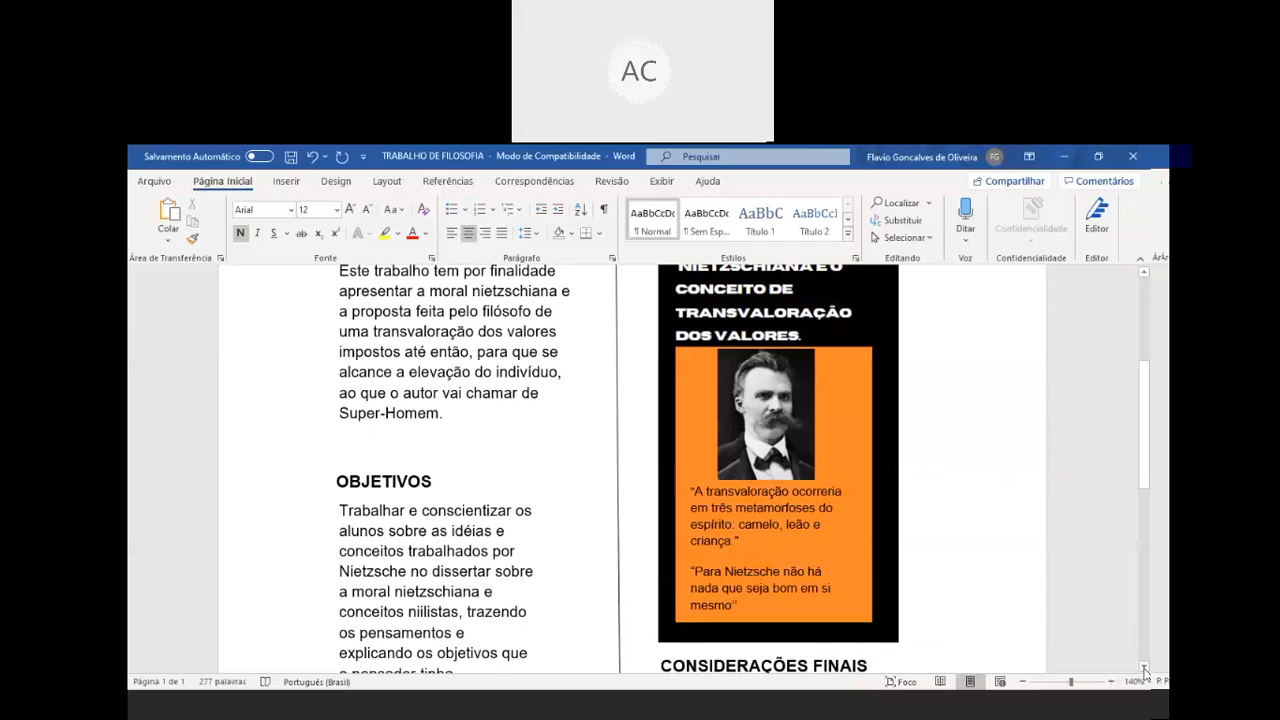 AC
Salvamento Automático
TRABALHO DE FILOSOFIA - Modo de Compatibilidade - Word
Pesquisar
Flavio Goncalves de Oliveira FG
Arquivo Página Inicial Inserir Design Layout Referências Correspondências Revisão Exibir Ajuda
Compartilhar Comentários
Colar
Arial 12
N I S ab x₂ x²
AaBbCcDc AaBbCcDc AaBbC AaBbCcI
¶ Normal ¶ Sem Esp... Título 1 Título 2
Localizar
Substituir
Selecionar
Ditar
Confidencialidade
Editor
Área de Transferência Fonte Parágrafo Estilos Editando Voz Confidencialidade Editor
Este trabalho tem por finalidade
apresentar a moral nietzschiana e
a proposta feita pelo filósofo de
uma transvaloração dos valores
impostos até então, para que se
alcance a elevação do indivíduo,
ao que o autor vai chamar de
Super-Homem.
OBJETIVOS
Trabalhar e conscientizar os
alunos sobre as idéias e
conceitos trabalhados por
Nietzsche no dissertar sobre
a moral nietzschiana e
conceitos niilistas, trazendo
os pensamentos e
explicando os objetivos que
o pensador tinha
NIETZSCHIANA E O
CONCEITO DE
TRANSVALORAÇÃO
DOS VALORES.
"A transvaloração ocorreria
em três metamorfoses do
espírito: camelo, leão e
criança."
"Para Nietzsche não há
nada que seja bom em si
mesmo"
CONSIDERAÇÕES FINAIS
Página 1 de 1 277 palavras Português (Brasil)
Foco
140%